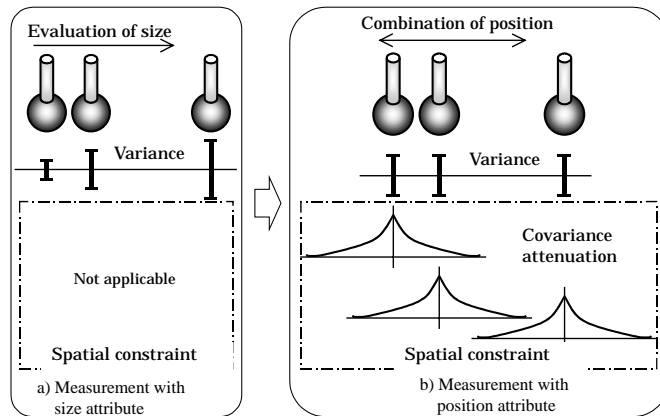 Evaluation of size
Variance
Not applicable
Spatial constraint
a) Measurement with
size attribute
Combination of position
Variance
Covariance
attenuation
Spatial constraint
b) Measurement with
position attribute